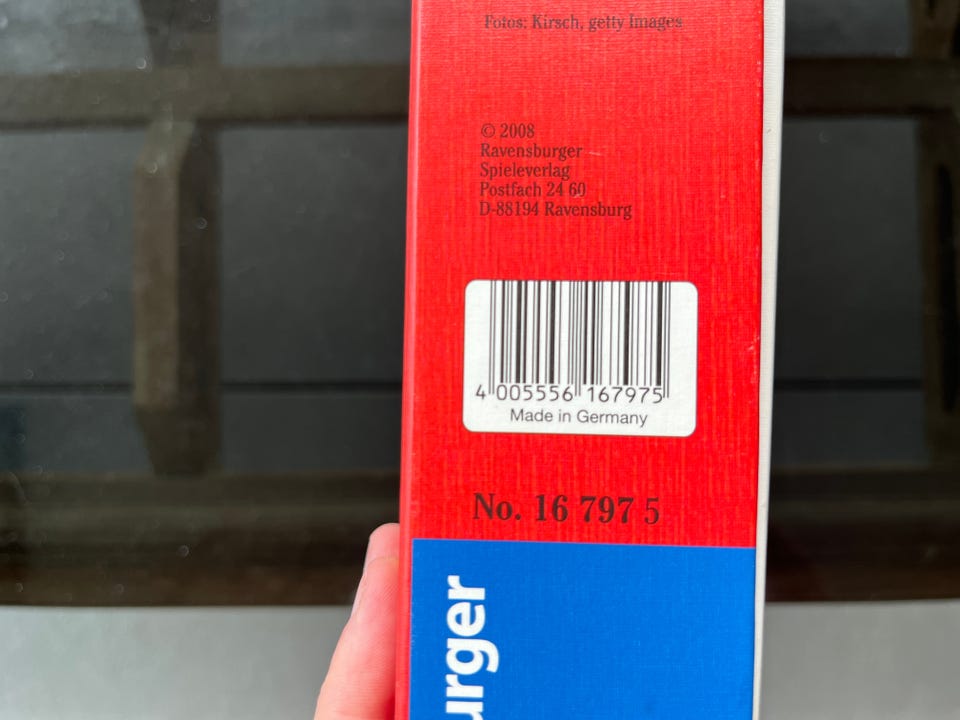 Fotos: Kirsch, getty Images
© 2008
Ravensburger
Spieleverlag
Postfach 24 60
D-88194 Ravensburg
4 005556 167975
Made in Germany
No. 16 797 5
urger